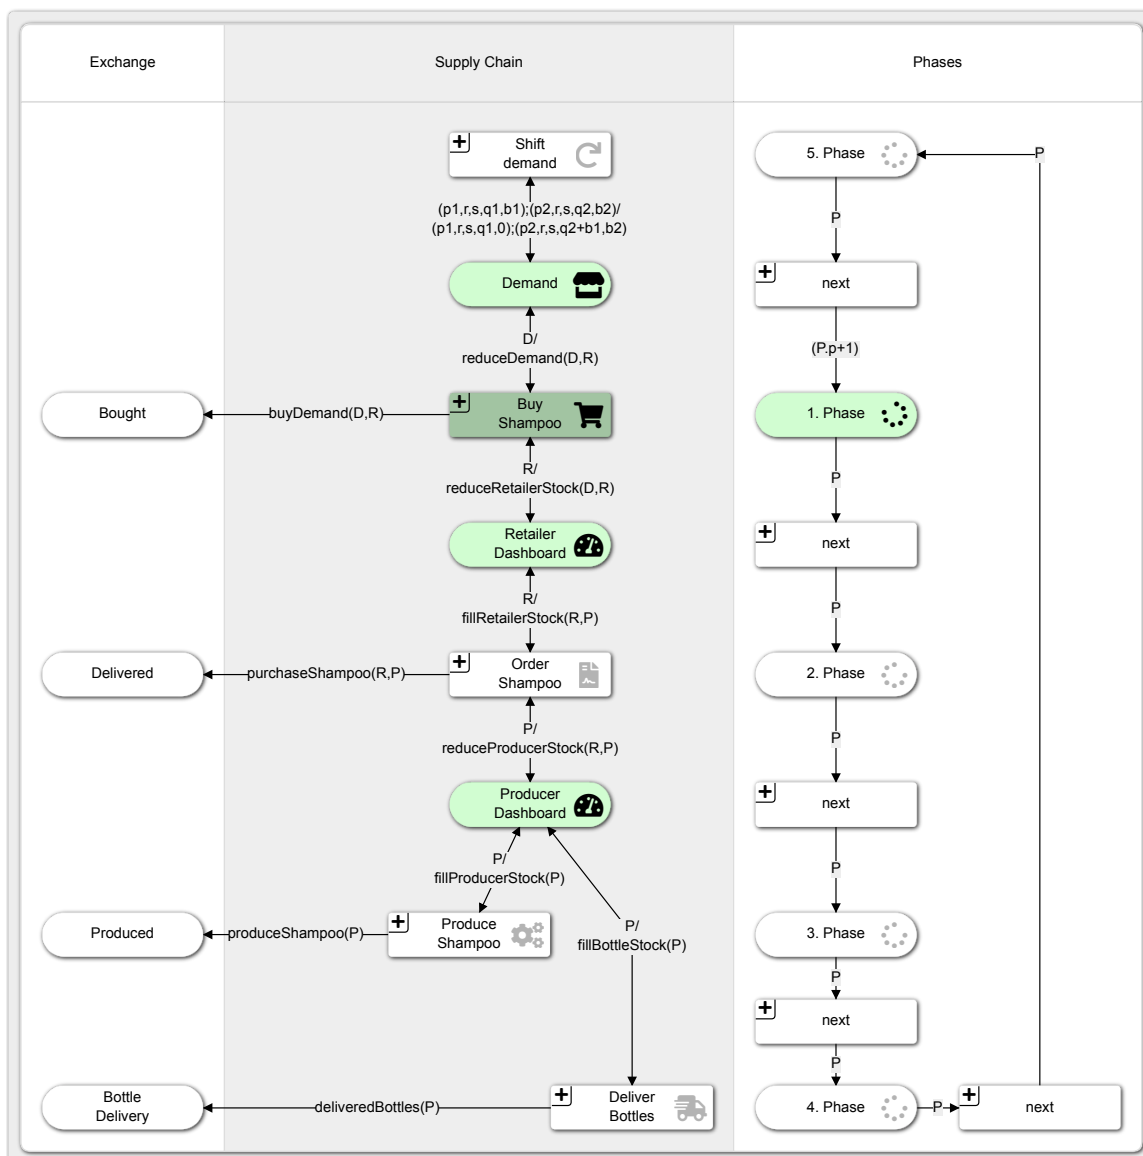 Exchange
Supply Chain
Phases
Shift
demand
5. Phase
P
(p1,r,s,q1,b1);(p2,r,s,q2,b2)/
(p1,r,s,q1,0);(p2,r,s,q2+b1,b2)
P
Demand
next
D/
reduceDemand(D,R)
(P.p+1)
Bought
buyDemand(D,R)
Buy
Shampoo
1. Phase
R/
reduceRetailerStock(D,R)
P
Retailer
Dashboard
next
R/
fillRetailerStock(R,P)
P
Delivered
purchaseShampoo(R,P)
Order
Shampoo
2. Phase
P/
reduceProducerStock(R,P)
P
Producer
Dashboard
next
P/
fillProducerStock(P)
P
Produced
produceShampoo(P)
Produce
Shampoo
P/
fillBottleStock(P)
3. Phase
P
next
P
Bottle
Delivery
deliveredBottles(P)
Deliver
Bottles
4. Phase
P
next